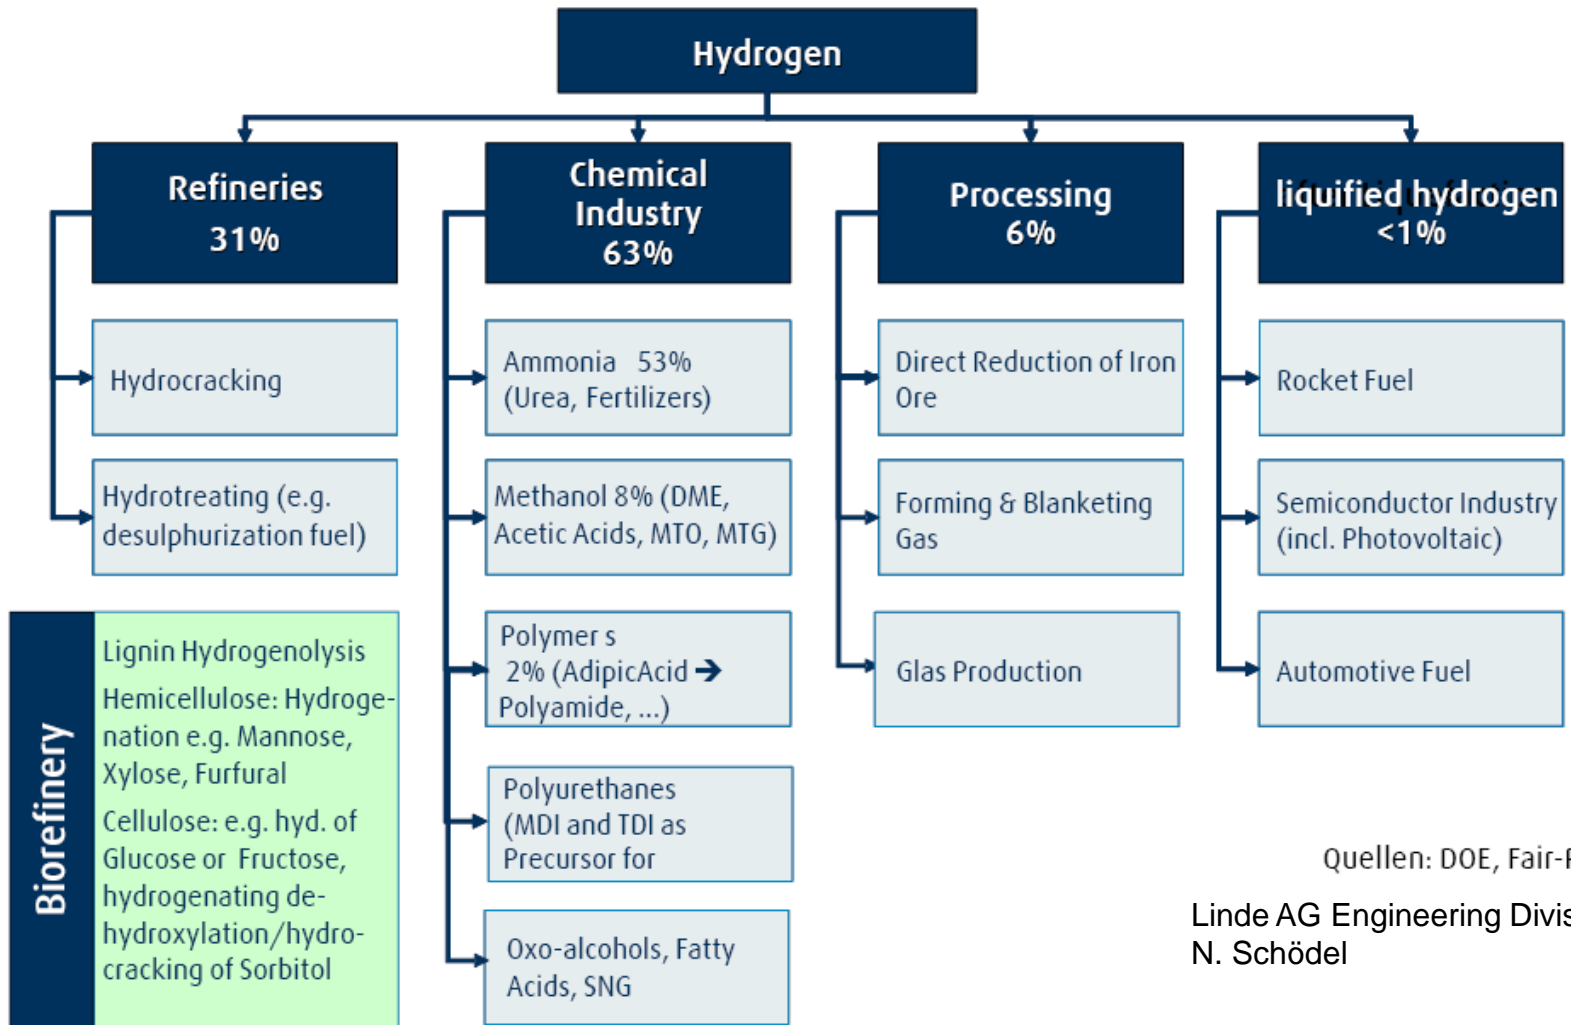 Hydrogen
Refineries
31%
Hydrocracking
Hydrotreating (e.g.
desulphurization fuel)
Biorefinery
Lignin Hydrogenolysis
Hemicellulose: Hydroge-
nation e.g. Mannose,
Xylose, Furfural
Cellulose: e.g. hyd. of
Glucose or Fructose,
hydrogenating de-
hydroxylation/hydro-
cracking of Sorbitol
Chemical
Industry
63%
Ammonia 53%
(Urea, Fertilizers)
Methanol 8% (DME,
Acetic Acids, MTO, MTG)
Polymer s
2% (AdipicAcid ➔
Polyamide, ...)
Polyurethanes
(MDI and TDI as
Precursor for
Oxo-alcohols, Fatty
Acids, SNG
Processing
6%
Direct Reduction of Iron
Ore
Forming & Blanketing
Gas
Glas Production
liquified hydrogen
<1%
Rocket Fuel
Semiconductor Industry
(incl. Photovoltaic)
Automotive Fuel
Quellen: DOE, Fair-
Linde AG Engineering
N. Schödel